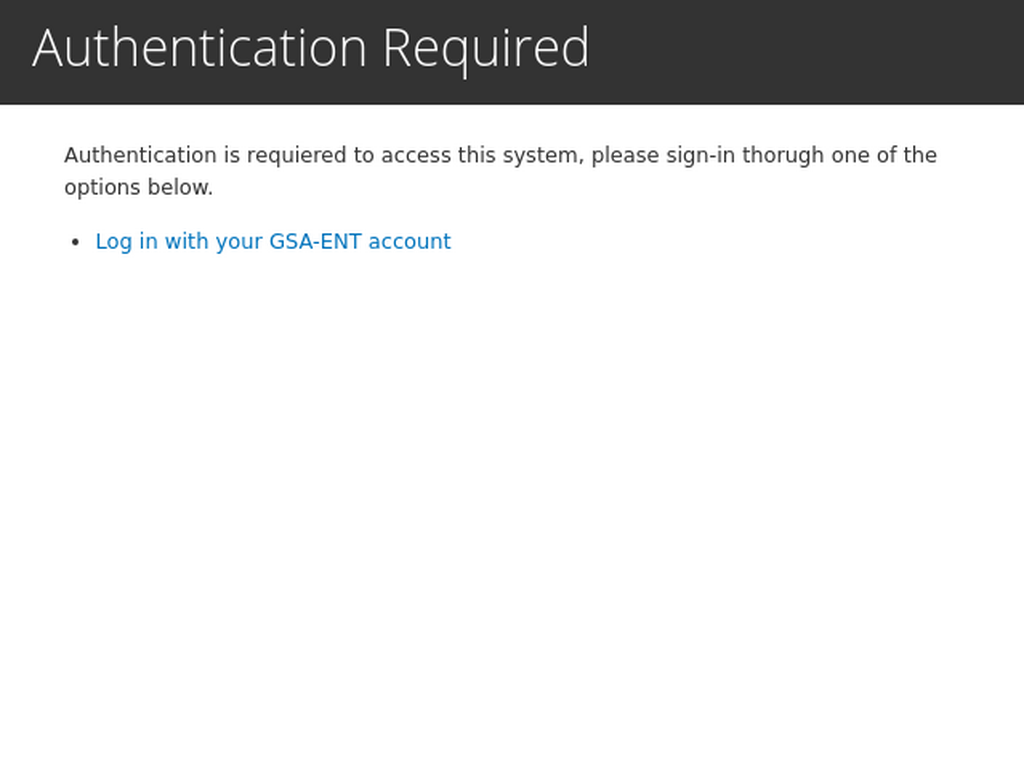 Authentication Required
Authentication is requiered to access this system, please sign-in thorugh one of the
options below.
• Log in with your GSA-ENT account